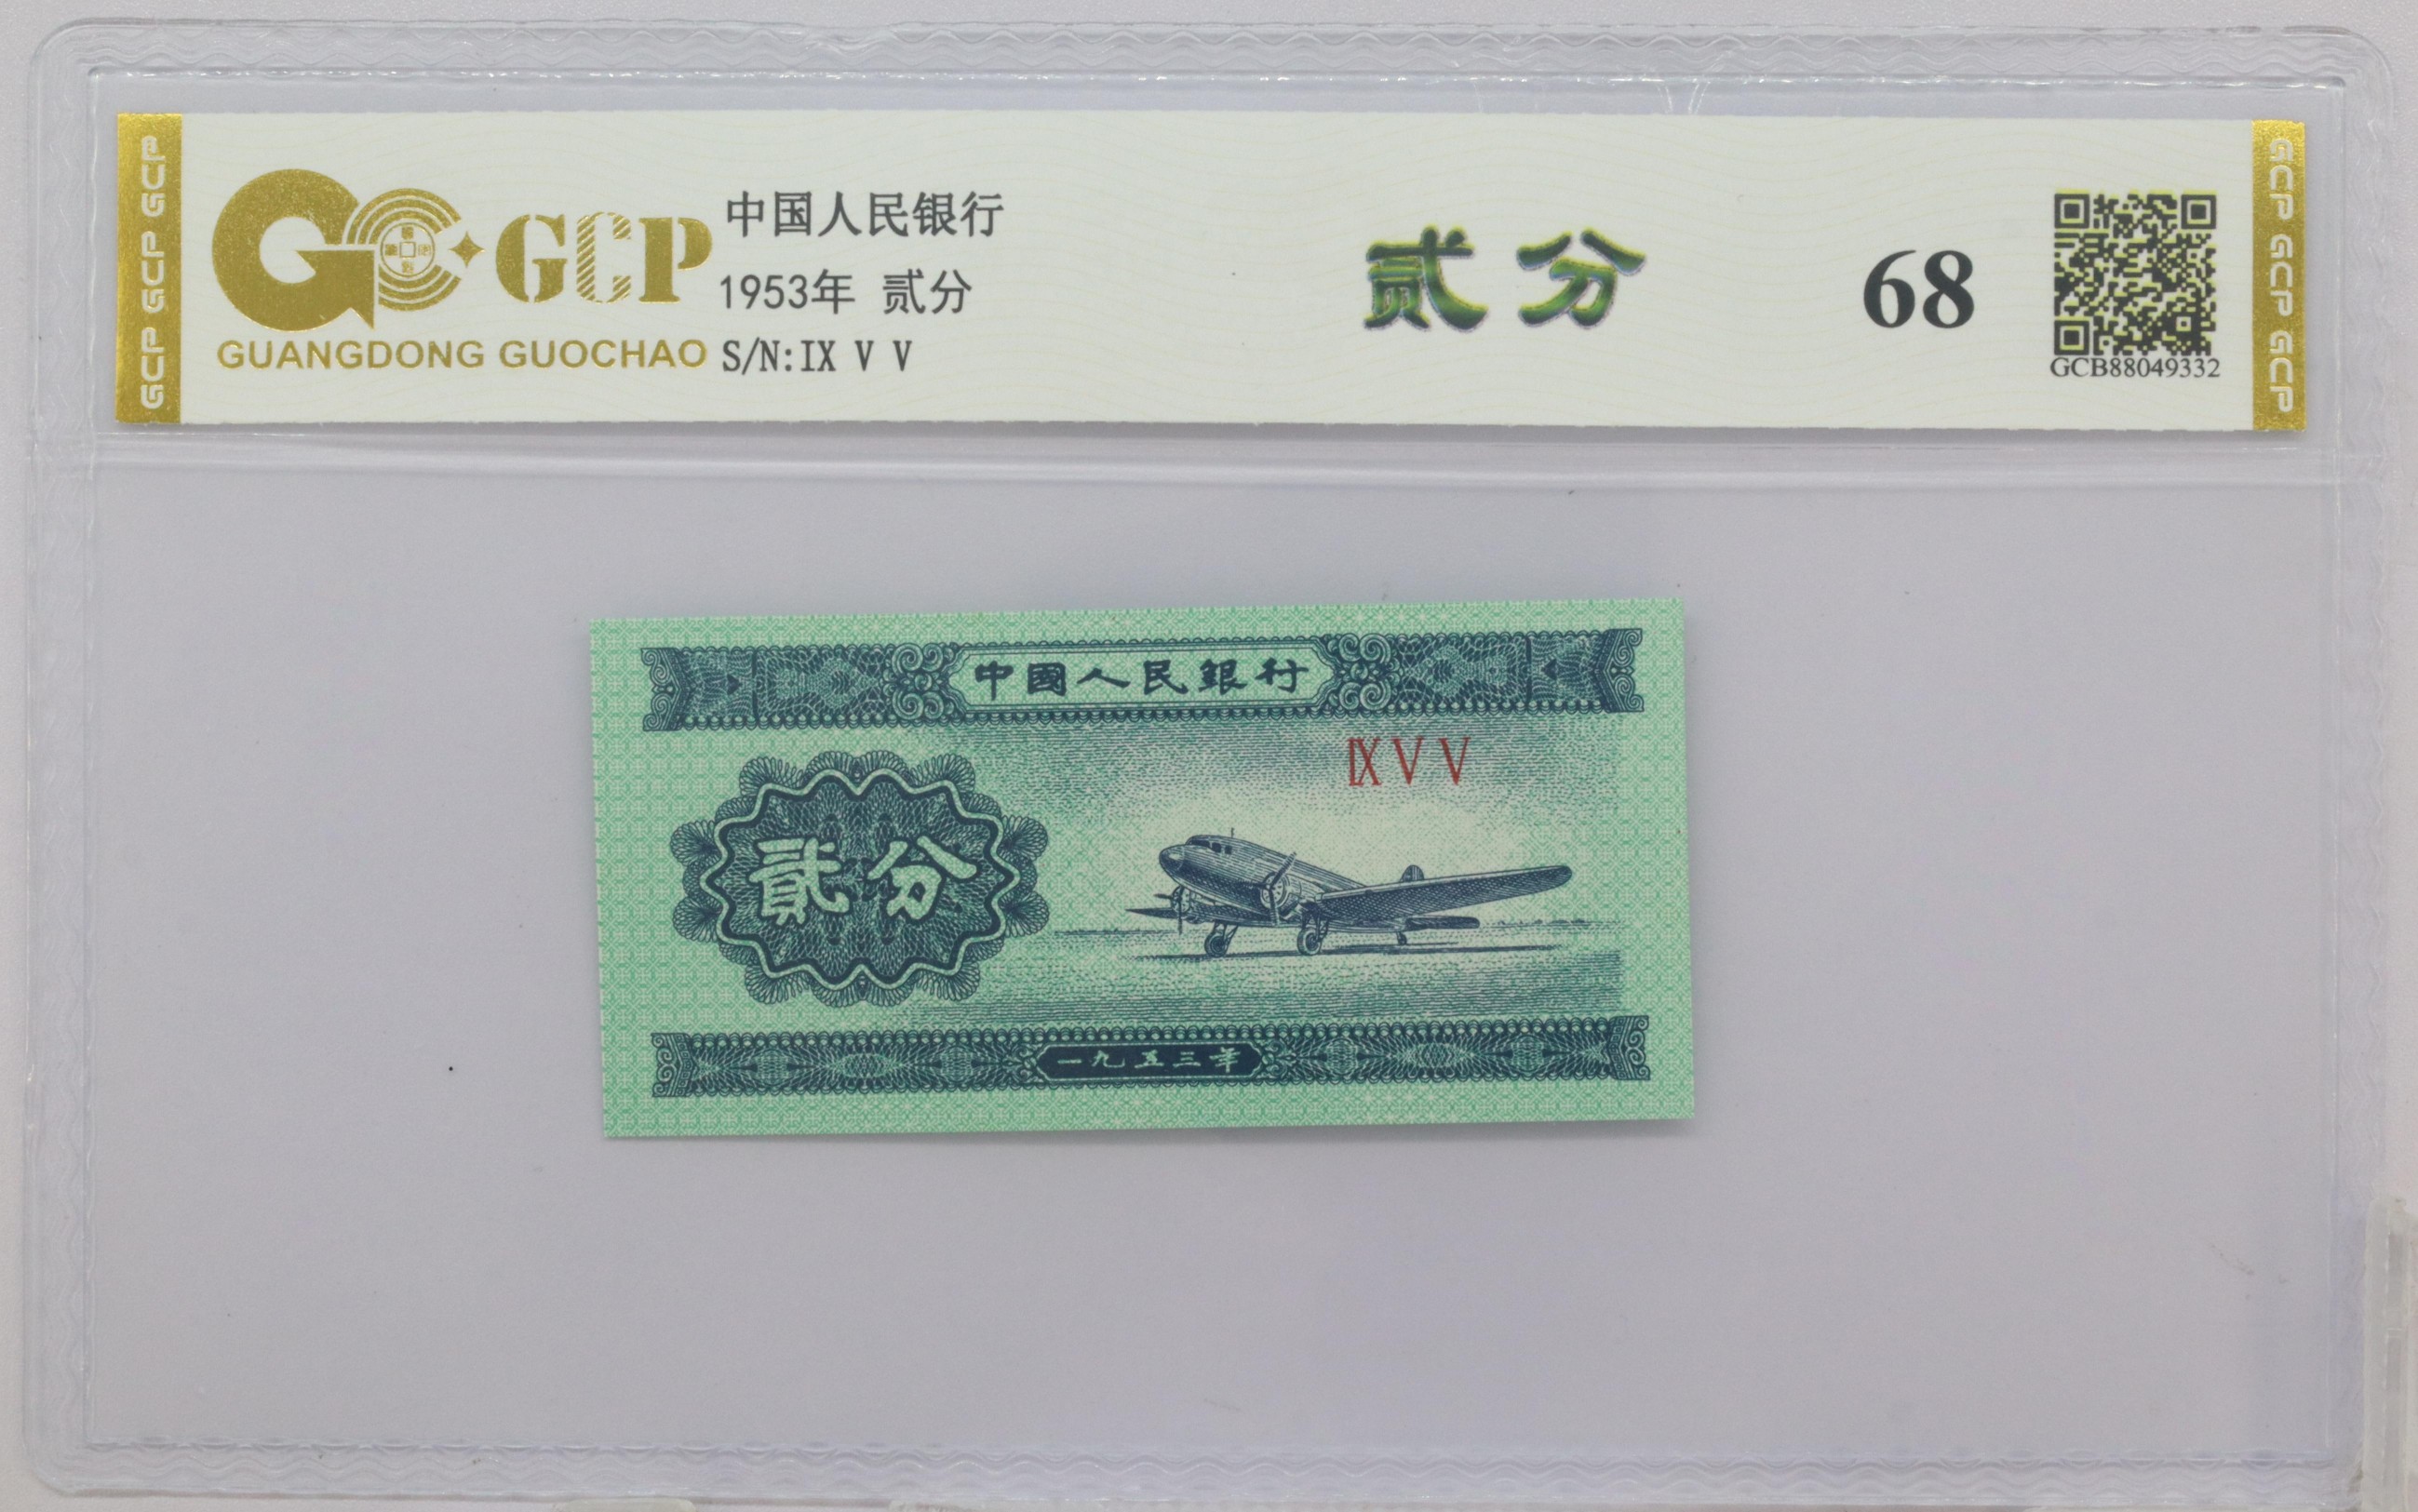 GCP GCP GCP
GCP
GUANGDONG GUOCHAO
中国人民银行
1953年 贰分
S/N:IX V V
贰分
68
GCB88049332
GCP GCP GCP
中國人民銀行
IX V V
貳分
一九五三年